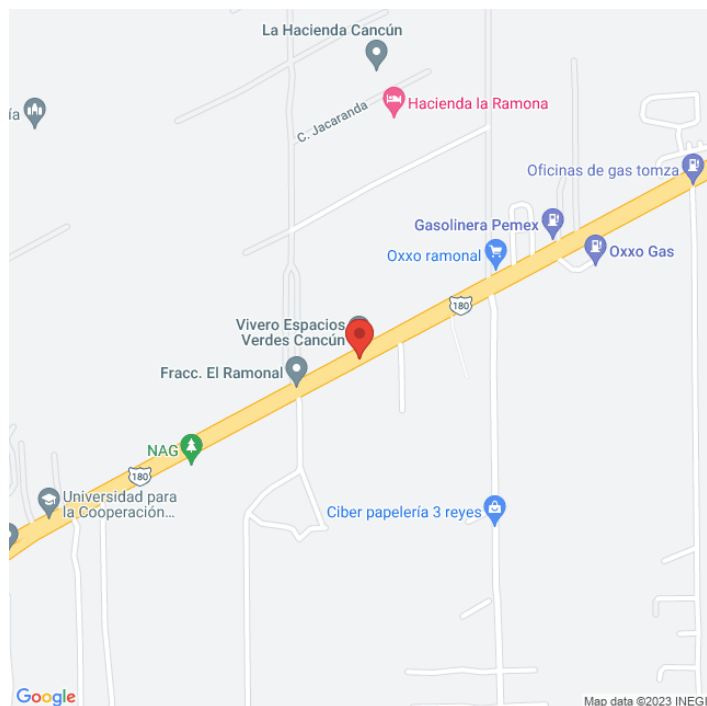 La Hacienda Cancún
Hacienda la Ramona
C. Jacaranda
ía
Oficinas de gas tomza
Gasolinera Pemex
Oxxo ramonal
Oxxo Gas
180
Vivero Espacios
Verdes Cancún
Fracc. El Ramonal
NAG
180
Universidad para
la Cooperación...
Ciber papelería 3 reyes
Google
Map data ©2023 INEGI